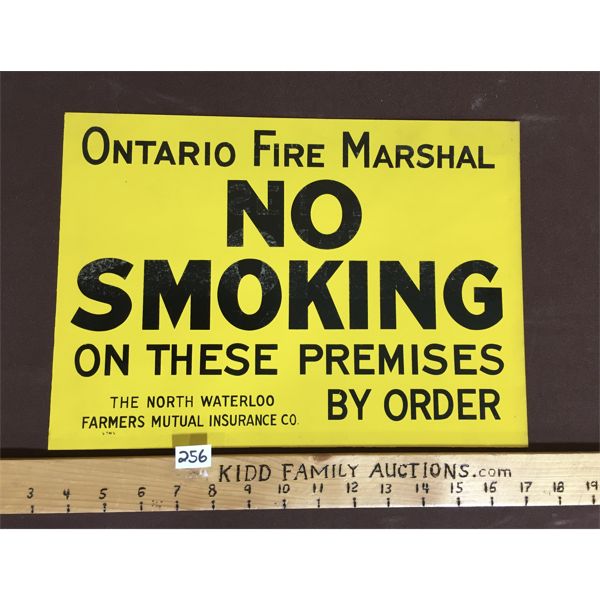 ONTARIO FIRE MARSHAL
NO
SMOKING
ON THESE PREMISES
THE NORTH WATERLOO
FARMERS MUTUAL INSURANCE CO.
BY ORDER
256
KIDD FAMILY AUCTIONS.com
3 4 5 6 7 8 9 10 11 12 13 14 15 16 17 18 19